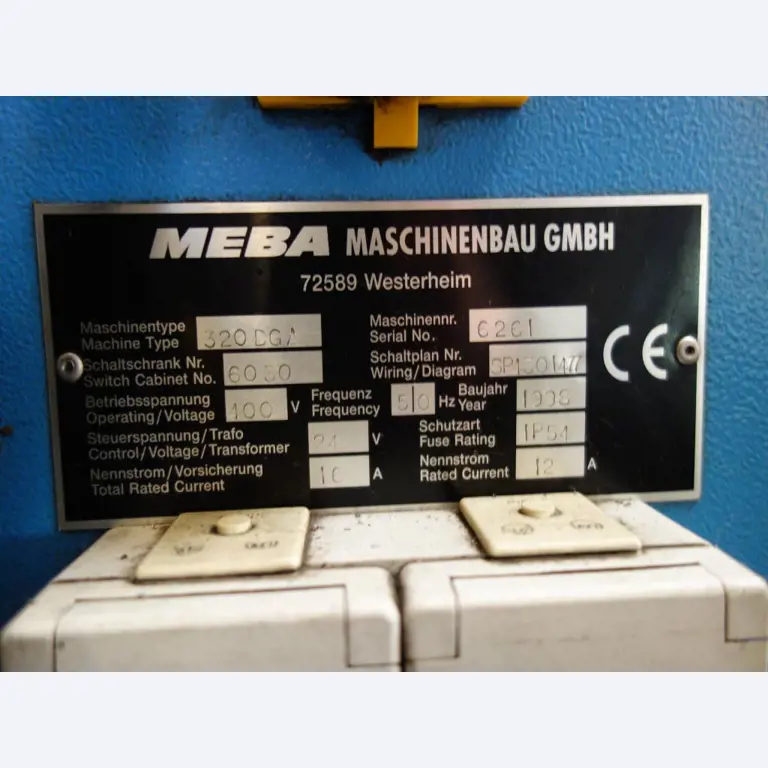 MEBA MASCHINENBAU GMBH
72589 Westerheim
Maschinentype
Machine Type 320 DGA
Maschinennr.
Serial No. 6261
Schaltschrank Nr.
Switch Cabinet No. 6030
Schaltplan Nr.
Wiring/Diagram
Betriebsspannung
Operating/Voltage 400 V
Frequenz
Frequency 50 Hz
Baujahr
Year 1998
Steuerspannung/Trafo
Control/Voltage/Transformer 24 V
Schutzart
Fuse Rating IP54
Nennstrom/Vorsicherung
Total Rated Current A
Nennstrom
Rated Current 12 A
CE